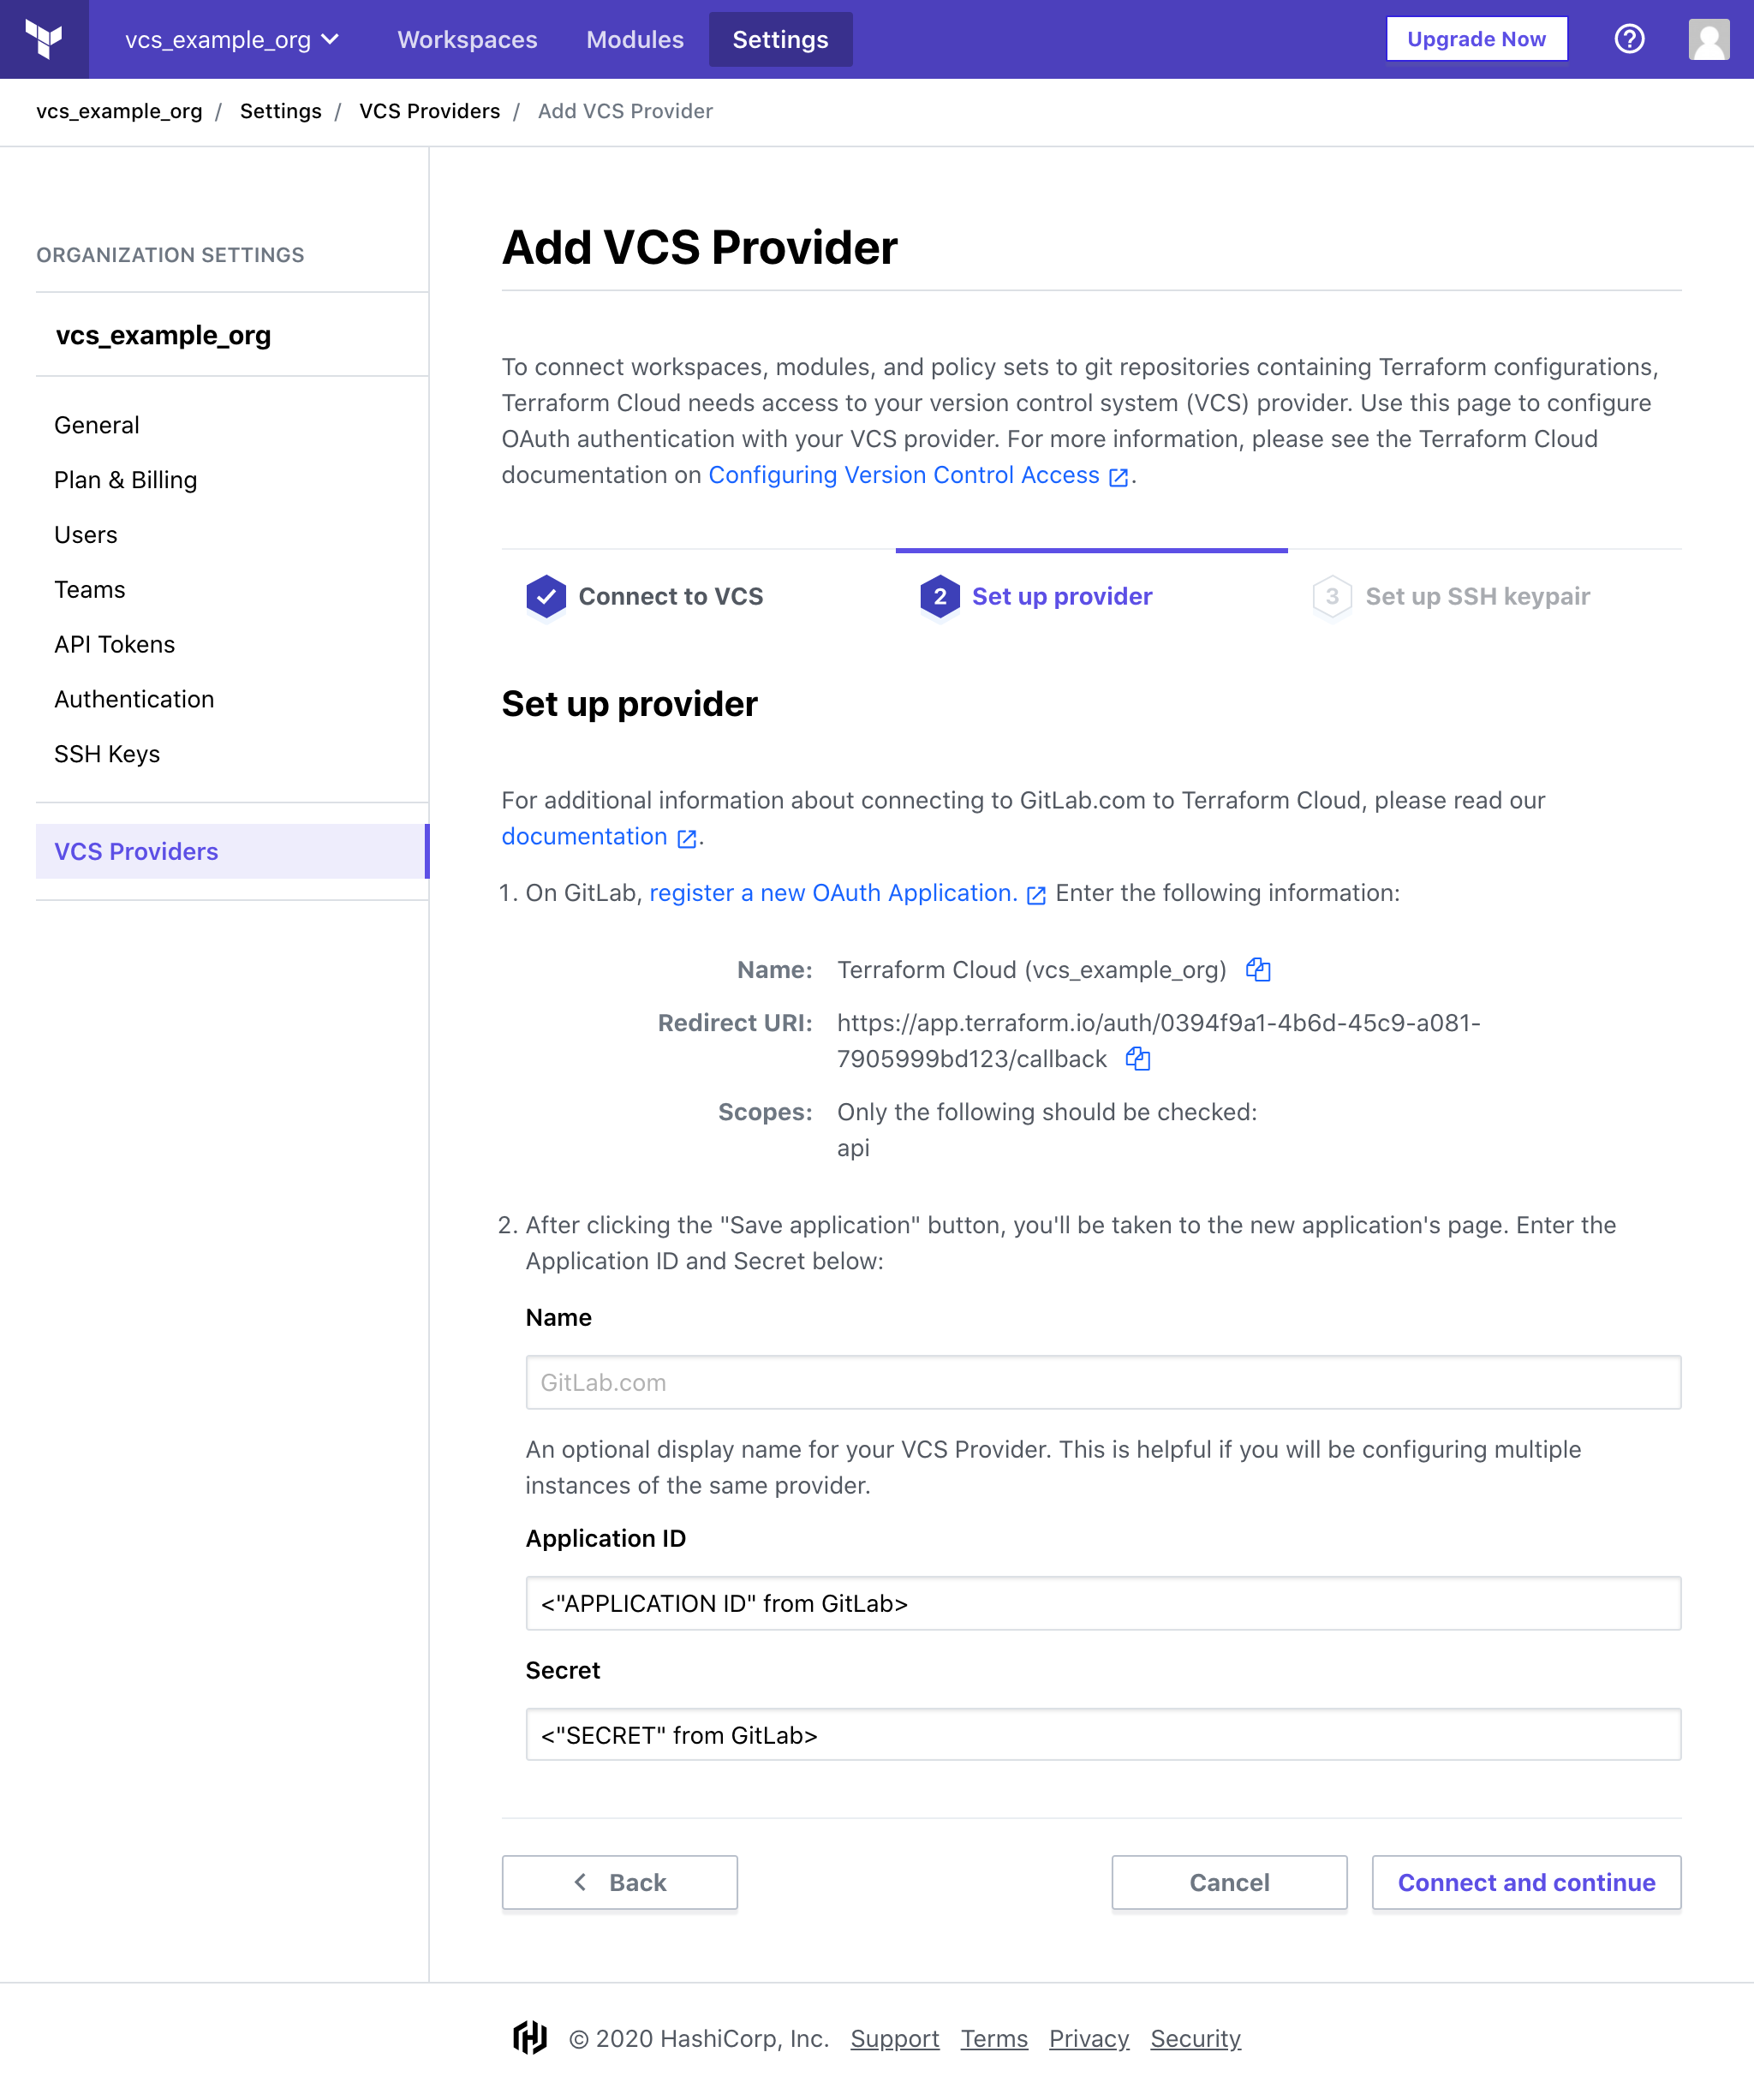 vcs_example_org
Workspaces
Modules
Settings
Upgrade Now
vcs_example_org / Settings / VCS Providers / Add VCS Provider
ORGANIZATION SETTINGS
vcs_example_org
General
Plan & Billing
Users
Teams
API Tokens
Authentication
SSH Keys
VCS Providers
Add VCS Provider
To connect workspaces, modules, and policy sets to git repositories containing Terraform configurations,
Terraform Cloud needs access to your version control system (VCS) provider. Use this page to configure
OAuth authentication with your VCS provider. For more information, please see the Terraform Cloud
documentation on Configuring Version Control Access .
Connect to VCS
2 Set up provider
3 Set up SSH keypair
Set up provider
For additional information about connecting to GitLab.com to Terraform Cloud, please read our
documentation .
1. On GitLab, register a new OAuth Application. Enter the following information:
Name: Terraform Cloud (vcs_example_org)
Redirect URI: https://app.terraform.io/auth/0394f9a1-4b6d-45c9-a081-
7905999bd123/callback
Scopes: Only the following should be checked:
api
2. After clicking the "Save application" button, you'll be taken to the new application's page. Enter the
Application ID and Secret below:
Name
GitLab.com
An optional display name for your VCS Provider. This is helpful if you will be configuring multiple
instances of the same provider.
Application ID
<"APPLICATION ID" from GitLab>
Secret
<"SECRET" from GitLab>
Back
Cancel
Connect and continue
© 2020 HashiCorp, Inc. Support Terms Privacy Security